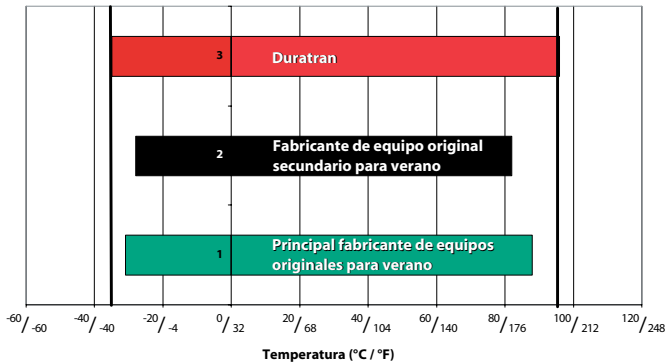 3 Duratran
2 Fabricante de equipo original
secundario para verano
1 Principal fabricante de equipos
originales para verano
-60/-60 -40/-40 -20/-4 0/32 20/68 40/104 60/140 80/176 100/212 120/248
Temperatura (°C / °F)